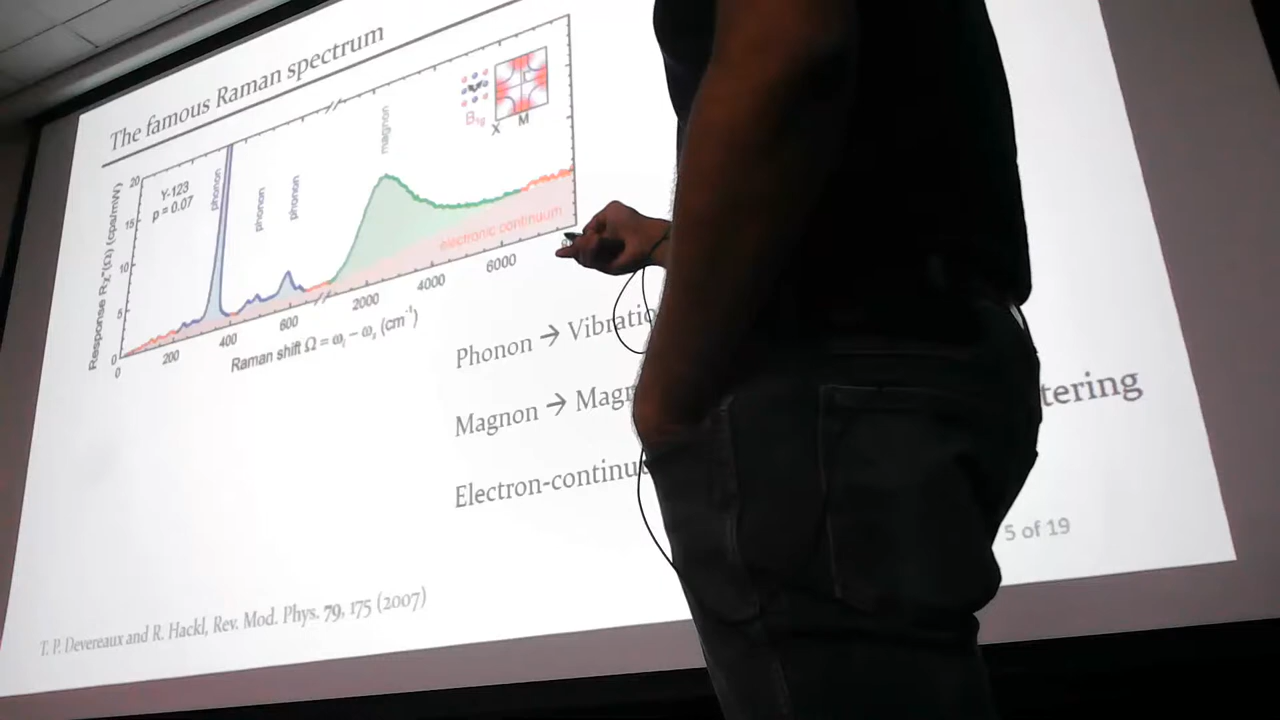 The famous Raman spectrum
Response Rχ''(Ω) (cps/mW)
20
15
10
5
0
Y-123
p = 0.07
phonon
phonon
phonon
magnon
B1g
X M
electronic continuum
0 200 400 600 2000 4000 6000
Raman shift Ω = ωi – ωs (cm-1)
Phonon → Vibratio
Magnon → Magn
tering
Electron-continu
5 of 19
T. P. Devereaux and R. Hackl, Rev. Mod. Phys. 79, 175 (2007)